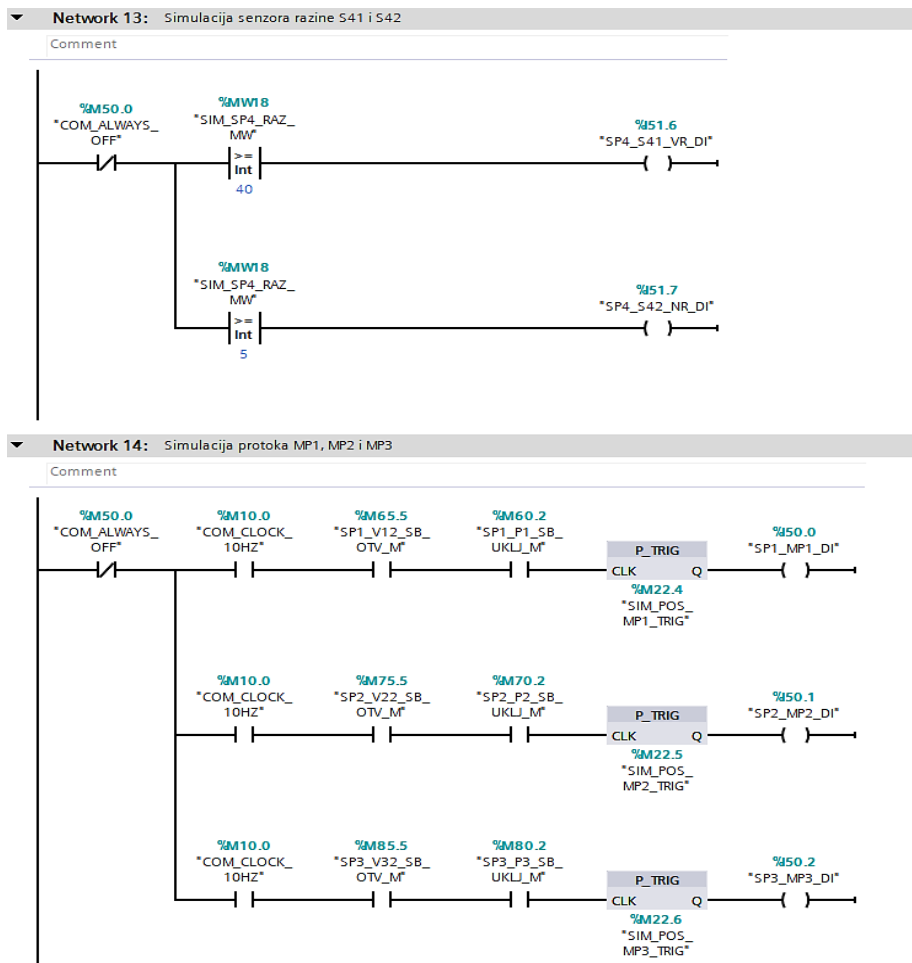 Network 13: Simulacija senzora razine S41 i S42
Comment
%M50.0
"COM_ALWAYS_
OFF"
%MW18
"SIM_SP4_RAZ_
MW"
>=
Int
40
%I51.6
"SP4_S41_VR_DI"
%MW18
"SIM_SP4_RAZ_
MW"
>=
Int
5
%I51.7
"SP4_S42_NR_DI"
Network 14: Simulacija protoka MP1, MP2 i MP3
Comment
%M50.0
"COM_ALWAYS_
OFF"
%M10.0
"COM_CLOCK_
10HZ"
%M65.5
"SP1_V12_SB_
OTV_M"
%M60.2
"SP1_P1_SB_
UKLJ_M"
P_TRIG
CLK Q
%M22.4
"SIM_POS_
MP1_TRIG"
%I50.0
"SP1_MP1_DI"
%M10.0
"COM_CLOCK_
10HZ"
%M75.5
"SP2_V22_SB_
OTV_M"
%M70.2
"SP2_P2_SB_
UKLJ_M"
P_TRIG
CLK Q
%M22.5
"SIM_POS_
MP2_TRIG"
%I50.1
"SP2_MP2_DI"
%M10.0
"COM_CLOCK_
10HZ"
%M85.5
"SP3_V32_SB_
OTV_M"
%M80.2
"SP3_P3_SB_
UKLJ_M"
P_TRIG
CLK Q
%M22.6
"SIM_POS_
MP3_TRIG"
%I50.2
"SP3_MP3_DI"